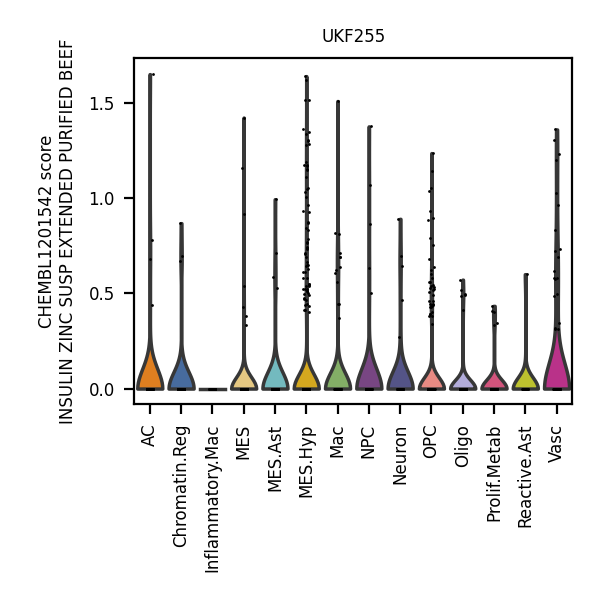 UKF255
CHEMBL1201542 score
INSULIN ZINC SUSP EXTENDED PURIFIED BEEF
1.5
1.0
0.5
0.0
AC
Chromatin.Reg
Inflammatory.Mac
MES
MES.Ast
MES.Hyp
Mac
NPC
Neuron
OPC
Oligo
Prolif.Metab
Reactive.Ast
Vasc